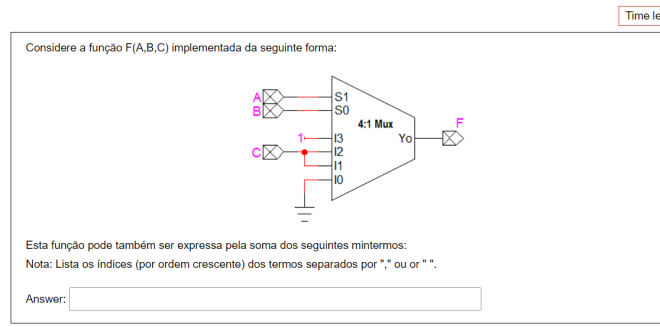 Time le
Considere a função F(A,B,C) implementada da seguinte forma:
A
B
S1
S0
4:1 Mux
F
1
I3
Yo
C
I2
I1
I0
Esta função pode também ser expressa pela soma dos seguintes mintermos:
Nota: Lista os índices (por ordem crescente) dos termos separados por "," ou or " ".
Answer: